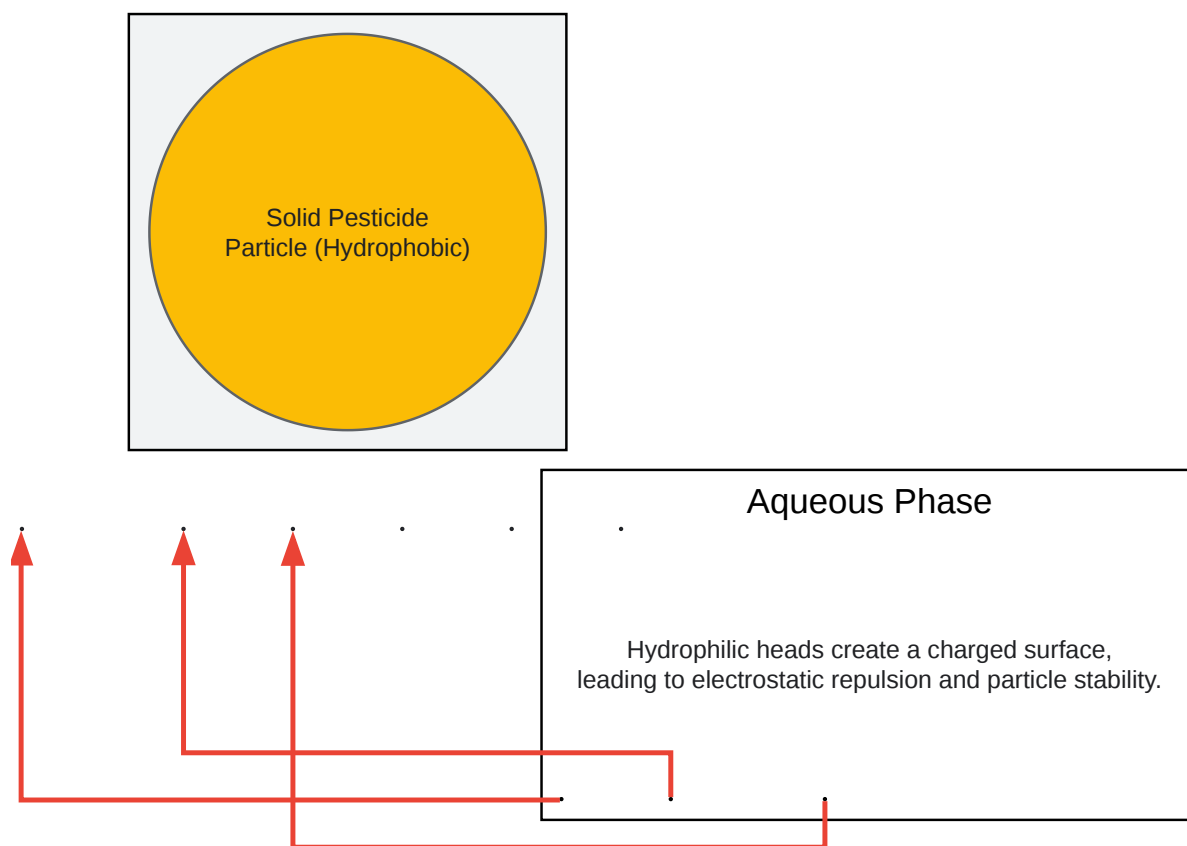 Solid Pesticide
Particle (Hydrophobic)
Aqueous Phase
Hydrophilic heads create a charged surface,
leading to electrostatic repulsion and particle stability.